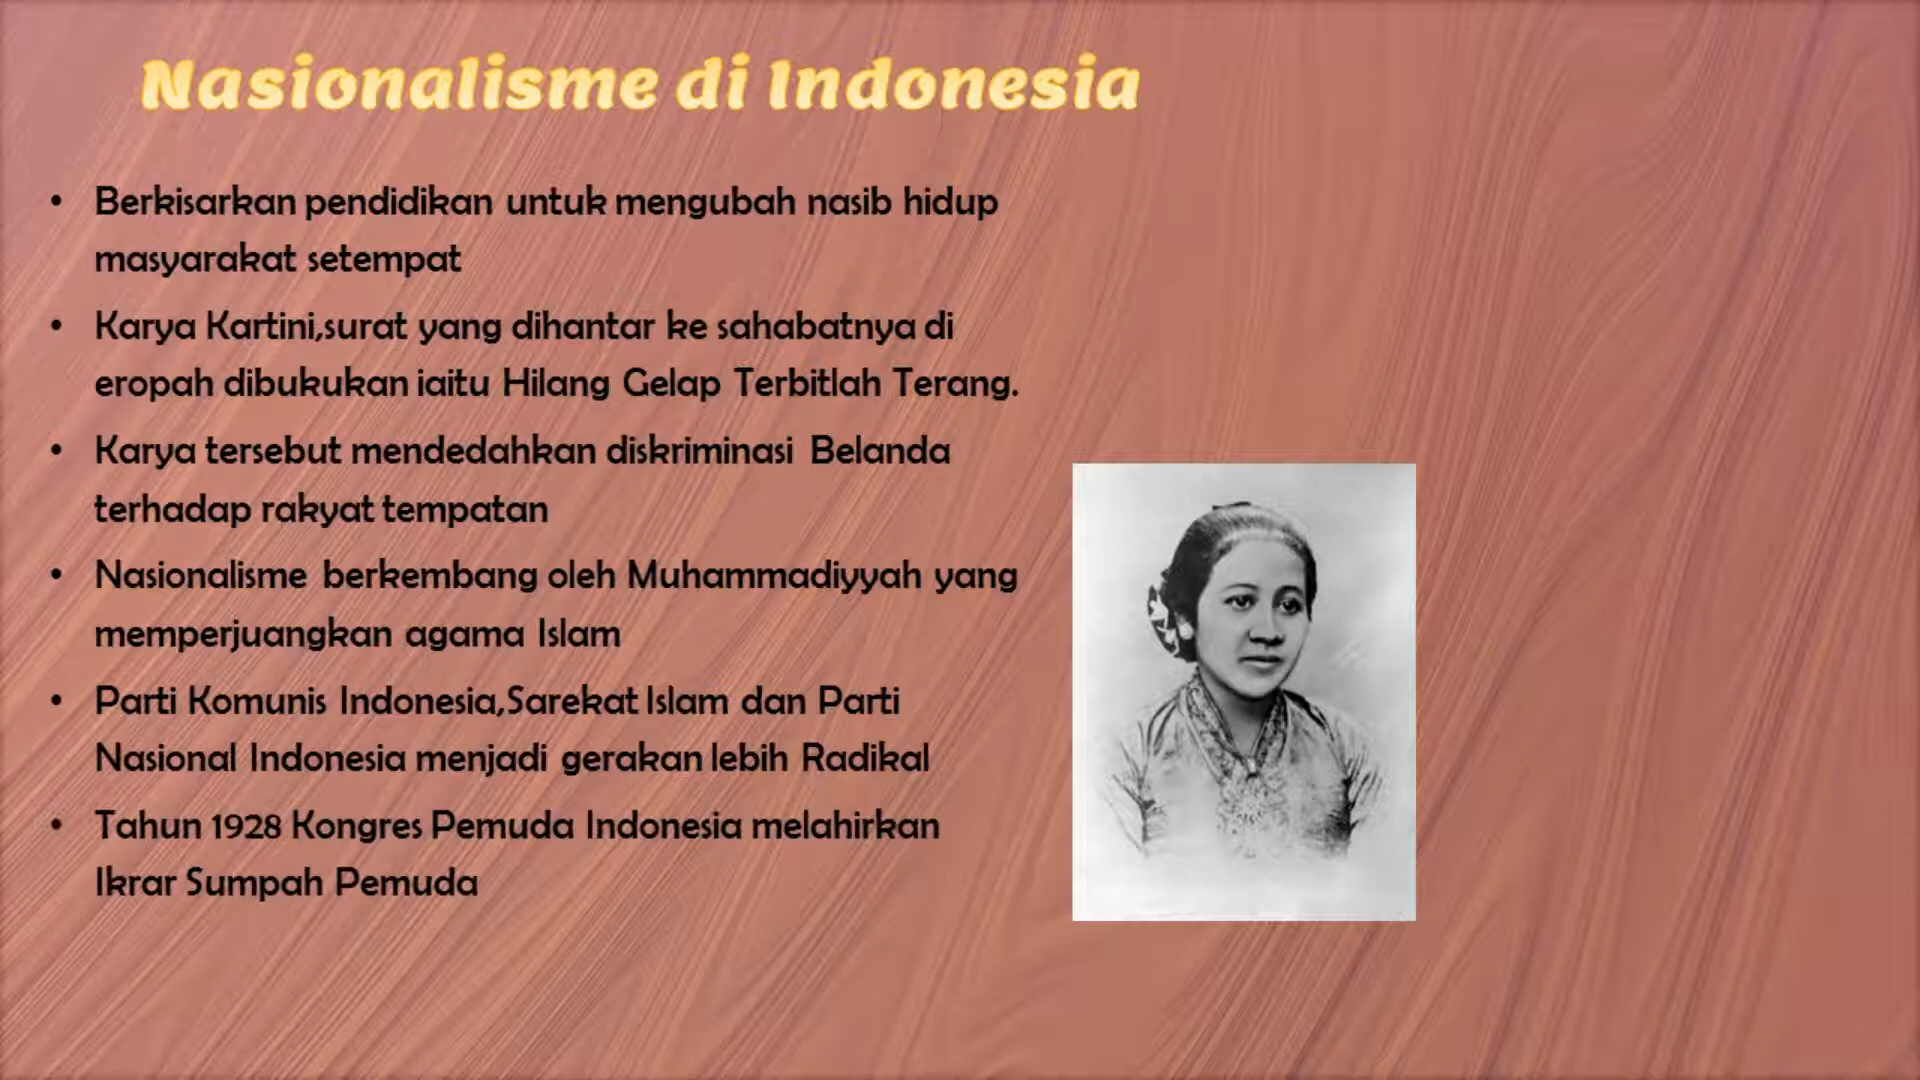 Nasionalisme di Indonesia
• Berkisarkan pendidikan untuk mengubah nasib hidup
masyarakat setempat
• Karya Kartini,surat yang dihantar ke sahabatnya di
eropah dibukukan iaitu Hilang Gelap Terbitlah Terang.
• Karya tersebut mendedahkan diskriminasi Belanda
terhadap rakyat tempatan
• Nasionalisme berkembang oleh Muhammadiyyah yang
memperjuangkan agama Islam
• Parti Komunis Indonesia,Sarekat Islam dan Parti
Nasional Indonesia menjadi gerakan lebih Radikal
• Tahun 1928 Kongres Pemuda Indonesia melahirkan
Ikrar Sumpah Pemuda